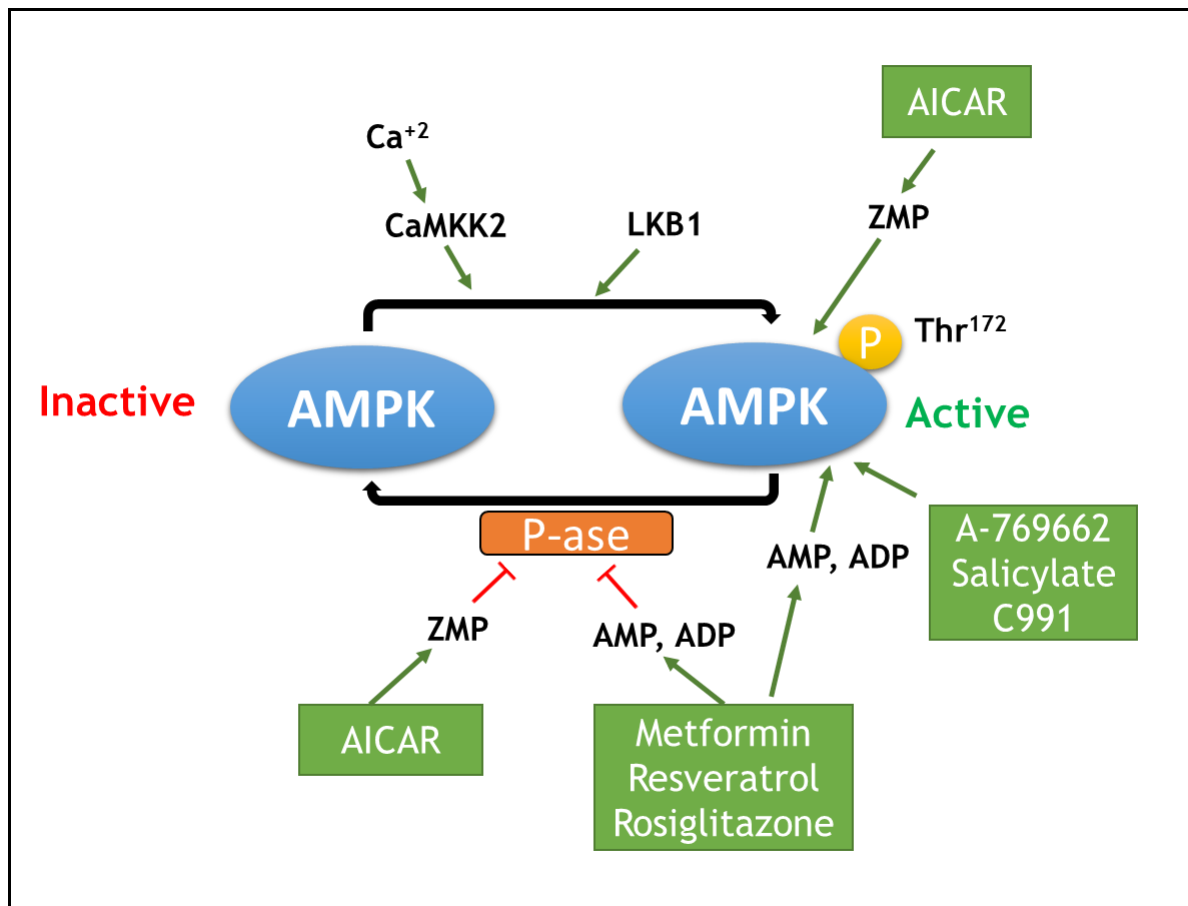 AICAR
Ca⁺²
CaMKK2
LKB1
ZMP
P
Thr¹⁷²
Inactive
AMPK
AMPK
Active
P-ase
A-769662
Salicylate
C991
AMP, ADP
ZMP
AMP, ADP
AICAR
Metformin
Resveratrol
Rosiglitazone